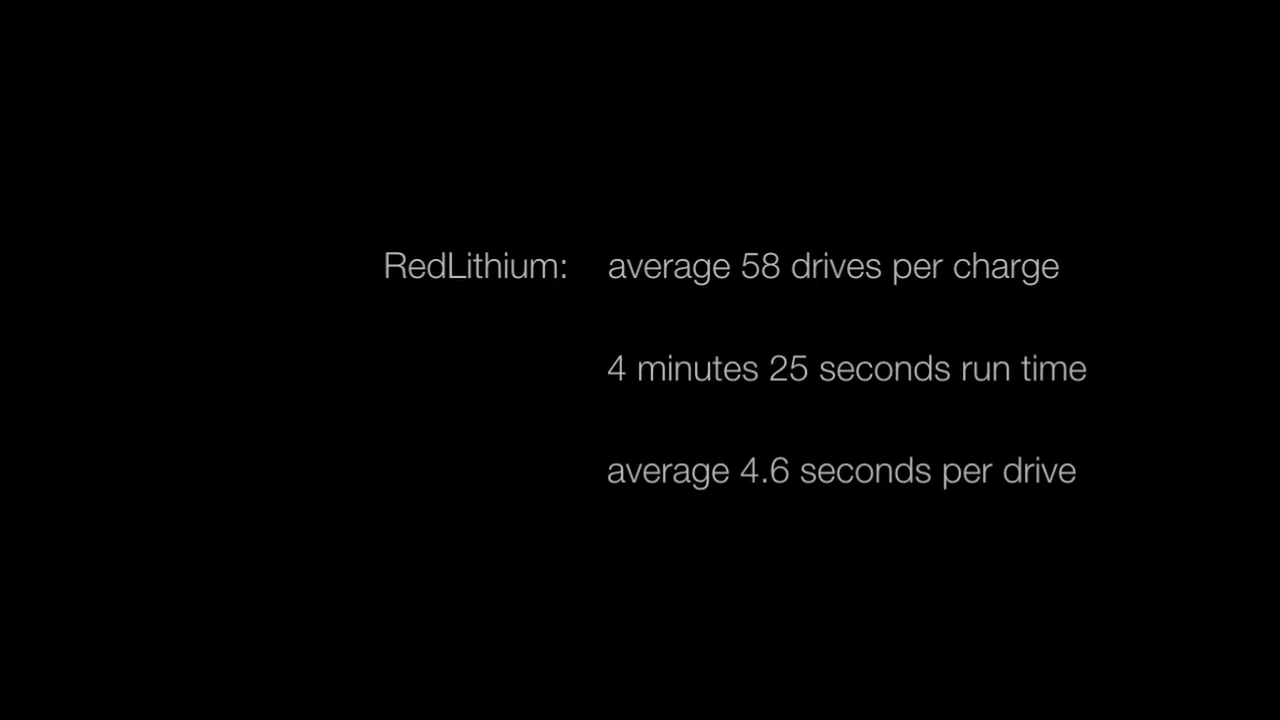 RedLithium: average 58 drives per charge
4 minutes 25 seconds run time
average 4.6 seconds per drive